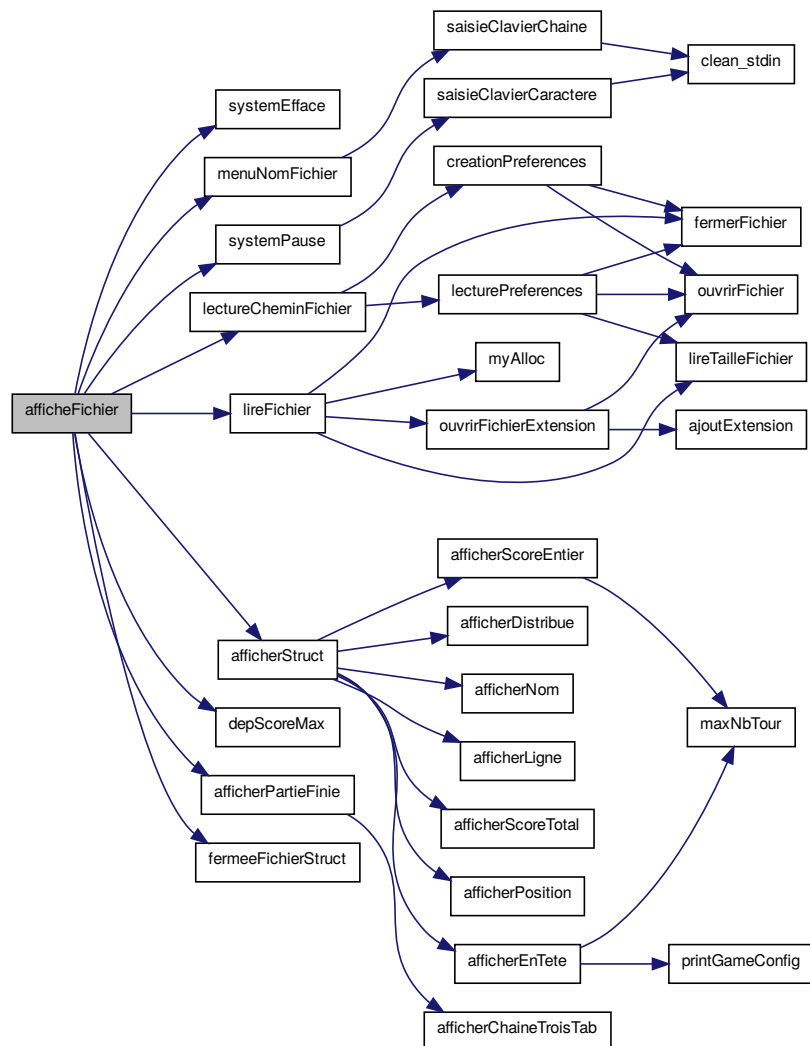 afficheFichier
systemEfface
menuNomFichier
systemPause
lectureCheminFichier
lireFichier
afficherStruct
depScoreMax
afficherPartieFinie
fermeeFichierStruct
saisieClavierChaine
saisieClavierCaractere
creationPreferences
lecturePreferences
myAlloc
ouvrirFichierExtension
afficherScoreEntier
afficherDistribue
afficherNom
afficherLigne
afficherScoreTotal
afficherPosition
afficherEnTete
afficherChaineTroisTab
clean_stdin
fermerFichier
ouvrirFichier
lireTailleFichier
ajoutExtension
maxNbTour
printGameConfig